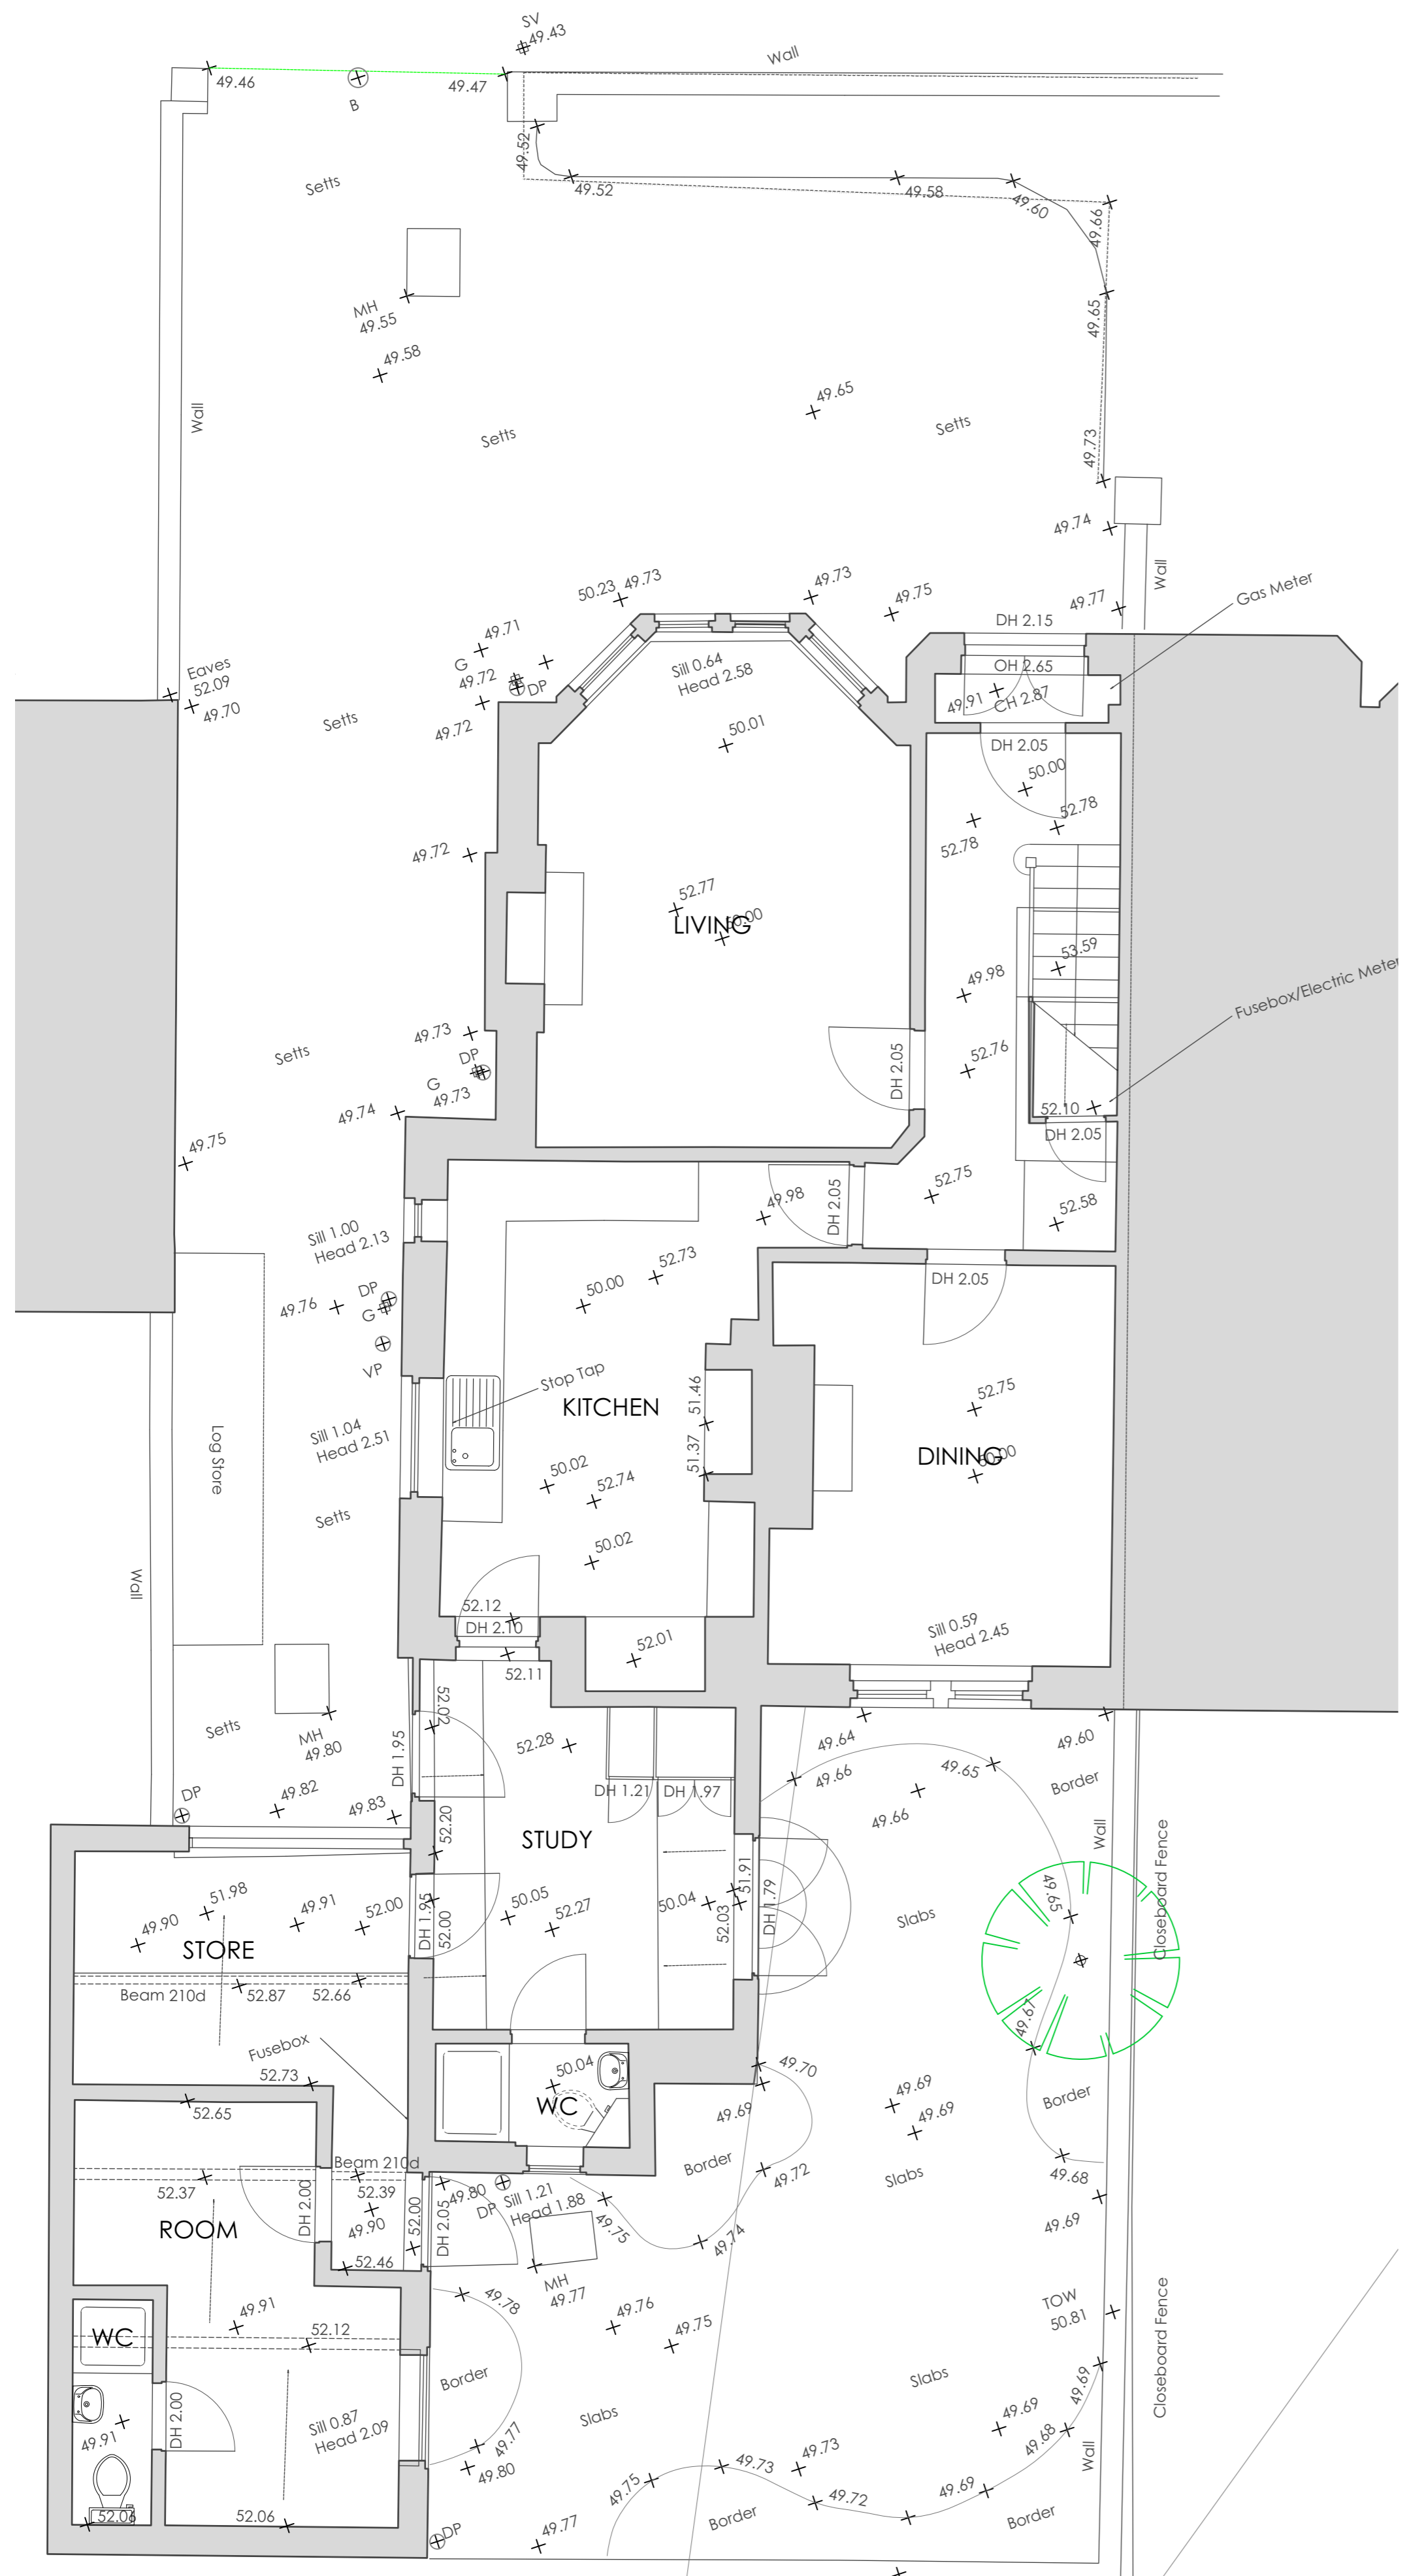 SV
49.43
Wall
49.46
B
49.47
49.52
49.52
49.58
49.60
49.66
Setts
MH
49.55
49.58
49.65
49.65
Wall
Setts
Setts
49.73
49.74
Wall
Gas Meter
50.23
49.73
49.73
49.75
49.77
DH 2.15
49.71
G
49.72
DP
Sill 0.64
Head 2.58
OH 2.65
CH 2.87
49.91
Eaves
52.09
49.70
Setts
49.72
50.01
DH 2.05
50.00
52.78
52.78
49.72
52.77
LIVING
50.00
53.59
49.98
Fusebox/Electric Meter
Setts
49.73
DP
G
49.73
DH 2.05
52.76
49.74
52.10
DH 2.05
49.75
49.98
DH 2.05
52.75
52.58
Sill 1.00
Head 2.13
52.73
50.00
DH 2.05
DP
49.76
G
VP
Stop Tap
51.46
KITCHEN
52.75
Sill 1.04
Head 2.51
Log Store
51.37
DINING
50.00
50.02
52.74
Setts
50.02
Wall
52.12
DH 2.10
Sill 0.59
Head 2.45
52.01
52.11
52.02
Setts
MH
49.80
DH 1.95
52.28
49.64
49.60
49.66
49.65
Border
DH 1.21
DH 1.97
DP
49.82
49.83
52.20
STUDY
49.66
Wall
Closeboard Fence
51.91
49.65
51.98
49.91
52.00
DH 1.95
52.00
50.05
52.27
50.04
52.03
DH 1.79
Slabs
49.90
STORE
Beam 210d
52.87
52.66
49.67
Fusebox
52.73
50.04
49.70
52.65
WC
49.69
49.69
49.69
Border
Beam 210d
Border
49.72
Slabs
49.68
52.37
52.39
DH 2.00
49.90
52.00
DH 2.05
49.80
DP
Sill 1.21
Head 1.88
49.75
49.74
49.69
ROOM
52.46
MH
49.77
49.78
TOW
50.81
49.91
49.76
49.75
WC
52.12
Border
Slabs
49.69
Closeboard Fence
DH 2.00
Sill 0.87
Head 2.09
Slabs
49.69
49.91
49.77
49.68
Wall
49.80
49.73
49.73
49.75
49.69
52.06
52.06
49.72
DP
49.77
Border
Border